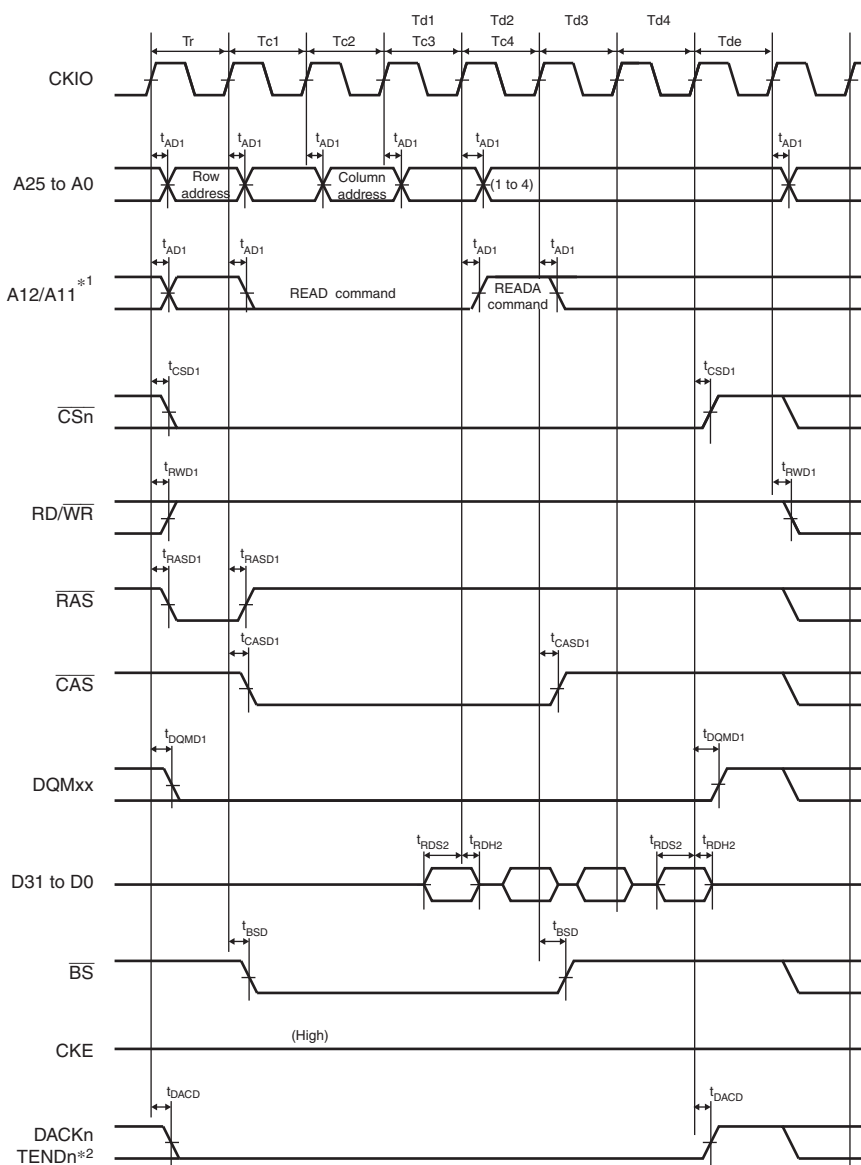 Td1 Td2 Td3 Td4
Tr Tc1 Tc2 Tc3 Tc4 Tde
CKIO
tAD1 tAD1 tAD1 tAD1 tAD1 tAD1
A25 to A0
Row address
Column address
(1 to 4)
tAD1 tAD1 tAD1 tAD1
A12/A11*1
READ command
READA command
tCSD1 tCSD1
CSn
tRWD1 tRWD1
RD/WR
tRASD1 tRASD1
RAS
tCASD1 tCASD1
CAS
tDQMD1 tDQMD1
DQMxx
tRDS2 tRDH2 tRDS2 tRDH2
D31 to D0
tBSD tBSD
BS
(High)
CKE
tDACD tDACD
DACKn
TENDn*2